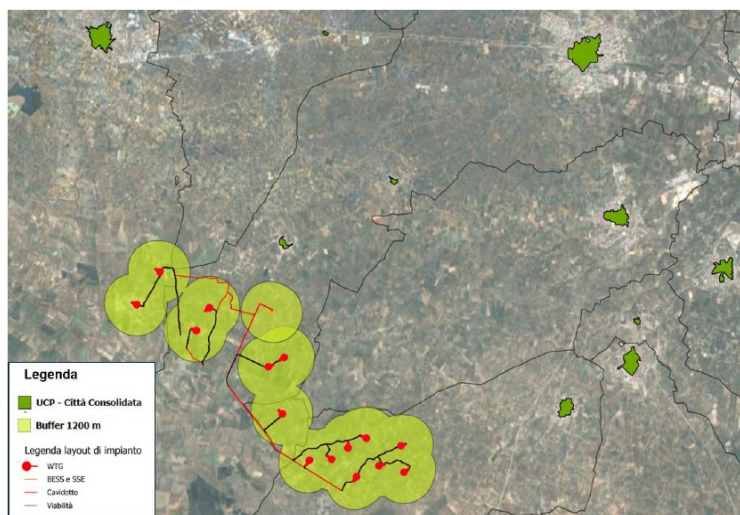 Legenda
UCP - Città Consolidata
Buffer 1200 m
Legenda layout di impianto
WTG
BESS e SSE
Cavidotto
Viabilità